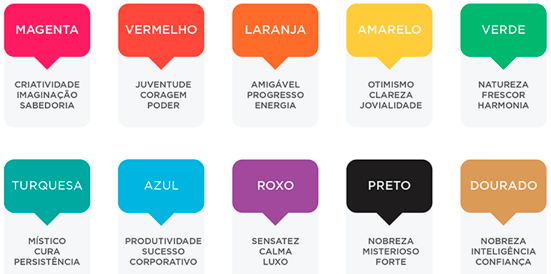 MAGENTA
CRIATIVIDADE
IMAGINAÇÃO
SABEDORIA
VERMELHO
JUVENTUDE
CORAGEM
PODER
LARANJA
AMIGÁVEL
PROGRESSO
ENERGIA
AMARELO
OTIMISMO
CLAREZA
JOVIALIDADE
VERDE
NATUREZA
FRESCOR
HARMONIA
TURQUESA
MÍSTICO
CURA
PERSISTÊNCIA
AZUL
PRODUTIVIDADE
SUCESSO
CORPORATIVO
ROXO
SENSATEZ
CALMA
LUXO
PRETO
NOBREZA
MISTERIOSO
FORTE
DOURADO
NOBREZA
INTELIGÊNCIA
CONFIANÇA